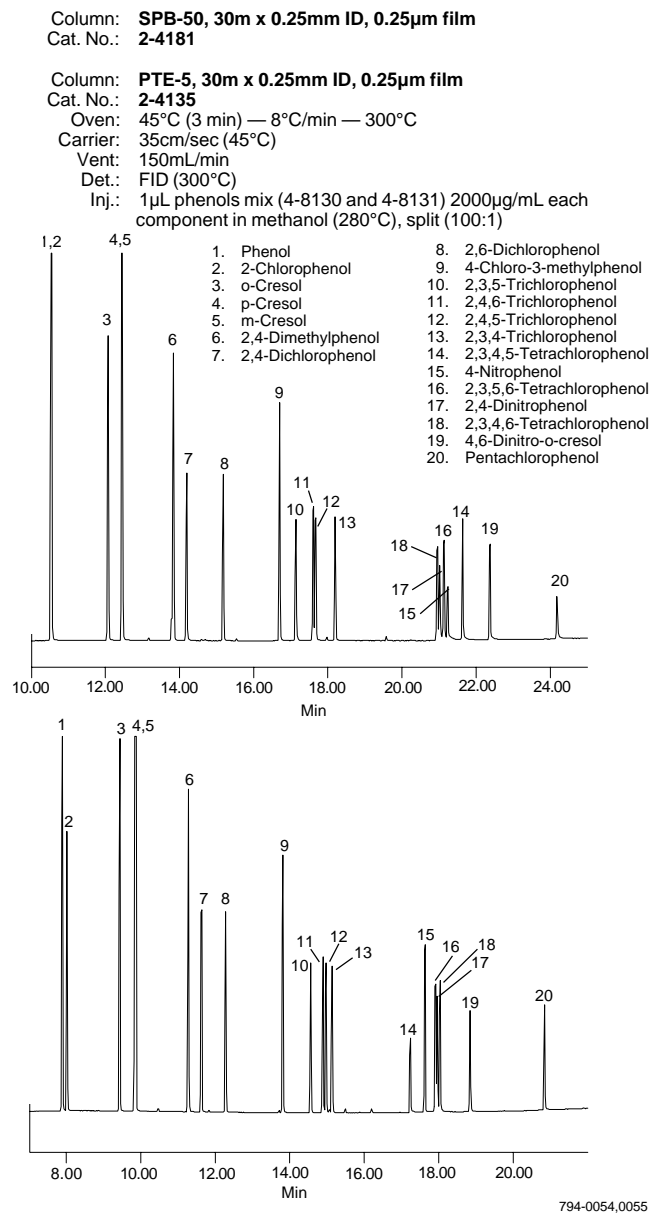 Column: SPB-50, 30m x 0.25mm ID, 0.25µm film
Cat. No.: 2-4181
Column: PTE-5, 30m x 0.25mm ID, 0.25µm film
Cat. No.: 2-4135
Oven: 45°C (3 min) — 8°C/min — 300°C
Carrier: 35cm/sec (45°C)
Vent: 150mL/min
Det.: FID (300°C)
Inj.: 1µL phenols mix (4-8130 and 4-8131) 2000µg/mL each
component in methanol (280°C), split (100:1)
1. Phenol
2. 2-Chlorophenol
3. o-Cresol
4. p-Cresol
5. m-Cresol
6. 2,4-Dimethylphenol
7. 2,4-Dichlorophenol
8. 2,6-Dichlorophenol
9. 4-Chloro-3-methylphenol
10. 2,3,5-Trichlorophenol
11. 2,4,6-Trichlorophenol
12. 2,4,5-Trichlorophenol
13. 2,3,4-Trichlorophenol
14. 2,3,4,5-Tetrachlorophenol
15. 4-Nitrophenol
16. 2,3,5,6-Tetrachlorophenol
17. 2,4-Dinitrophenol
18. 2,3,4,6-Tetrachlorophenol
19. 4,6-Dinitro-o-cresol
20. Pentachlorophenol
1,2
3
4,5
6
7
8
9
10
11
12
13
18
17
15
16
14
19
20
10.00 12.00 14.00 16.00 18.00 20.00 22.00 24.00
Min
1
2
3
4,5
6
7
8
9
10
11
12
13
14
15
16
18
17
19
20
8.00 10.00 12.00 14.00 16.00 18.00 20.00
Min
794-0054,0055